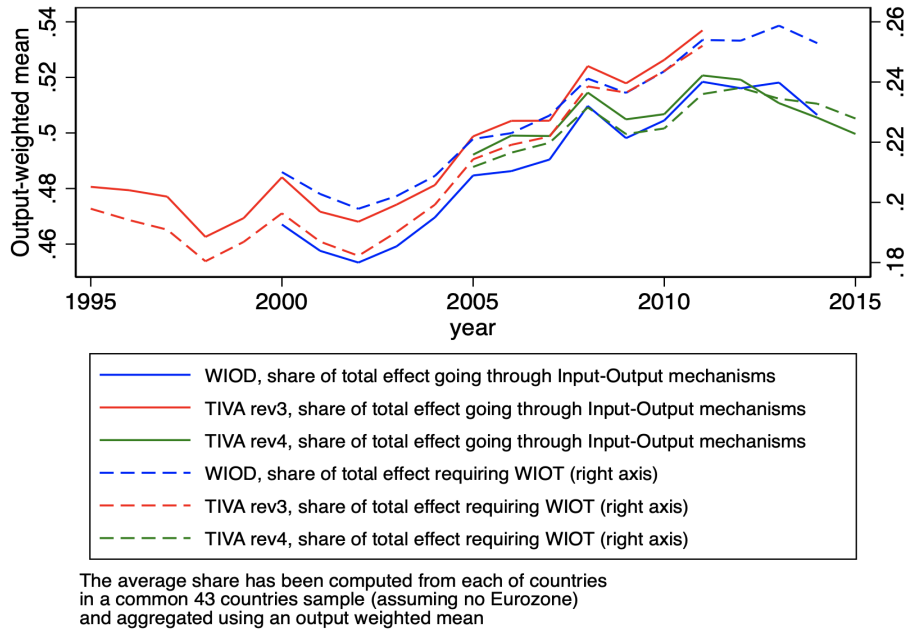 Output-weighted mean
.54
.52
.5
.48
.46
.26
.24
.22
.2
.18
1995
2000
2005
2010
2015
year
WIOD, share of total effect going through Input-Output mechanisms
TIVA rev3, share of total effect going through Input-Output mechanisms
TIVA rev4, share of total effect going through Input-Output mechanisms
WIOD, share of total effect requiring WIOT (right axis)
TIVA rev3, share of total effect requiring WIOT (right axis)
TIVA rev4, share of total effect requiring WIOT (right axis)
The average share has been computed from each of countries
in a common 43 countries sample (assuming no Eurozone)
and aggregated using an output weighted mean